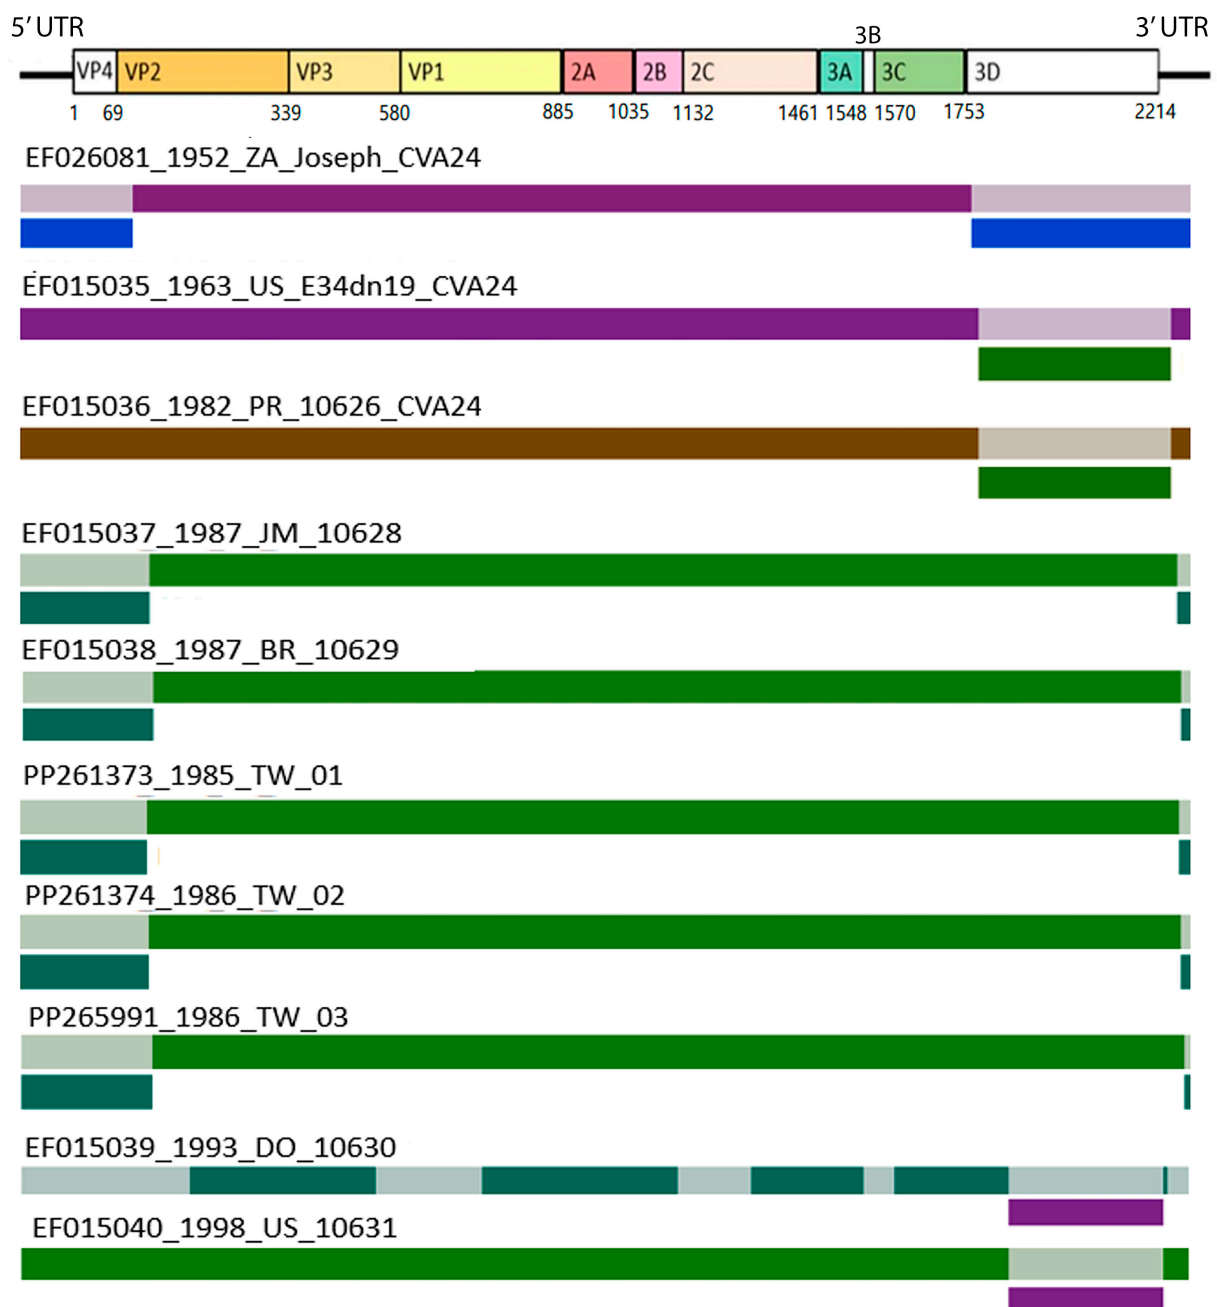 5’ UTR 3B 3’ UTR
VP4 VP2 VP3 VP1 2A 2B 2C 3A 3C 3D
1 69 339 580 885 1035 1132 1461 1548 1570 1753 2214
EF026081_1952_ZA_Joseph_CVA24
EF015035_1963_US_E34dn19_CVA24
EF015036_1982_PR_10626_CVA24
EF015037_1987_JM_10628
EF015038_1987_BR_10629
PP261373_1985_TW_01
PP261374_1986_TW_02
PP265991_1986_TW_03
EF015039_1993_DO_10630
EF015040_1998_US_10631